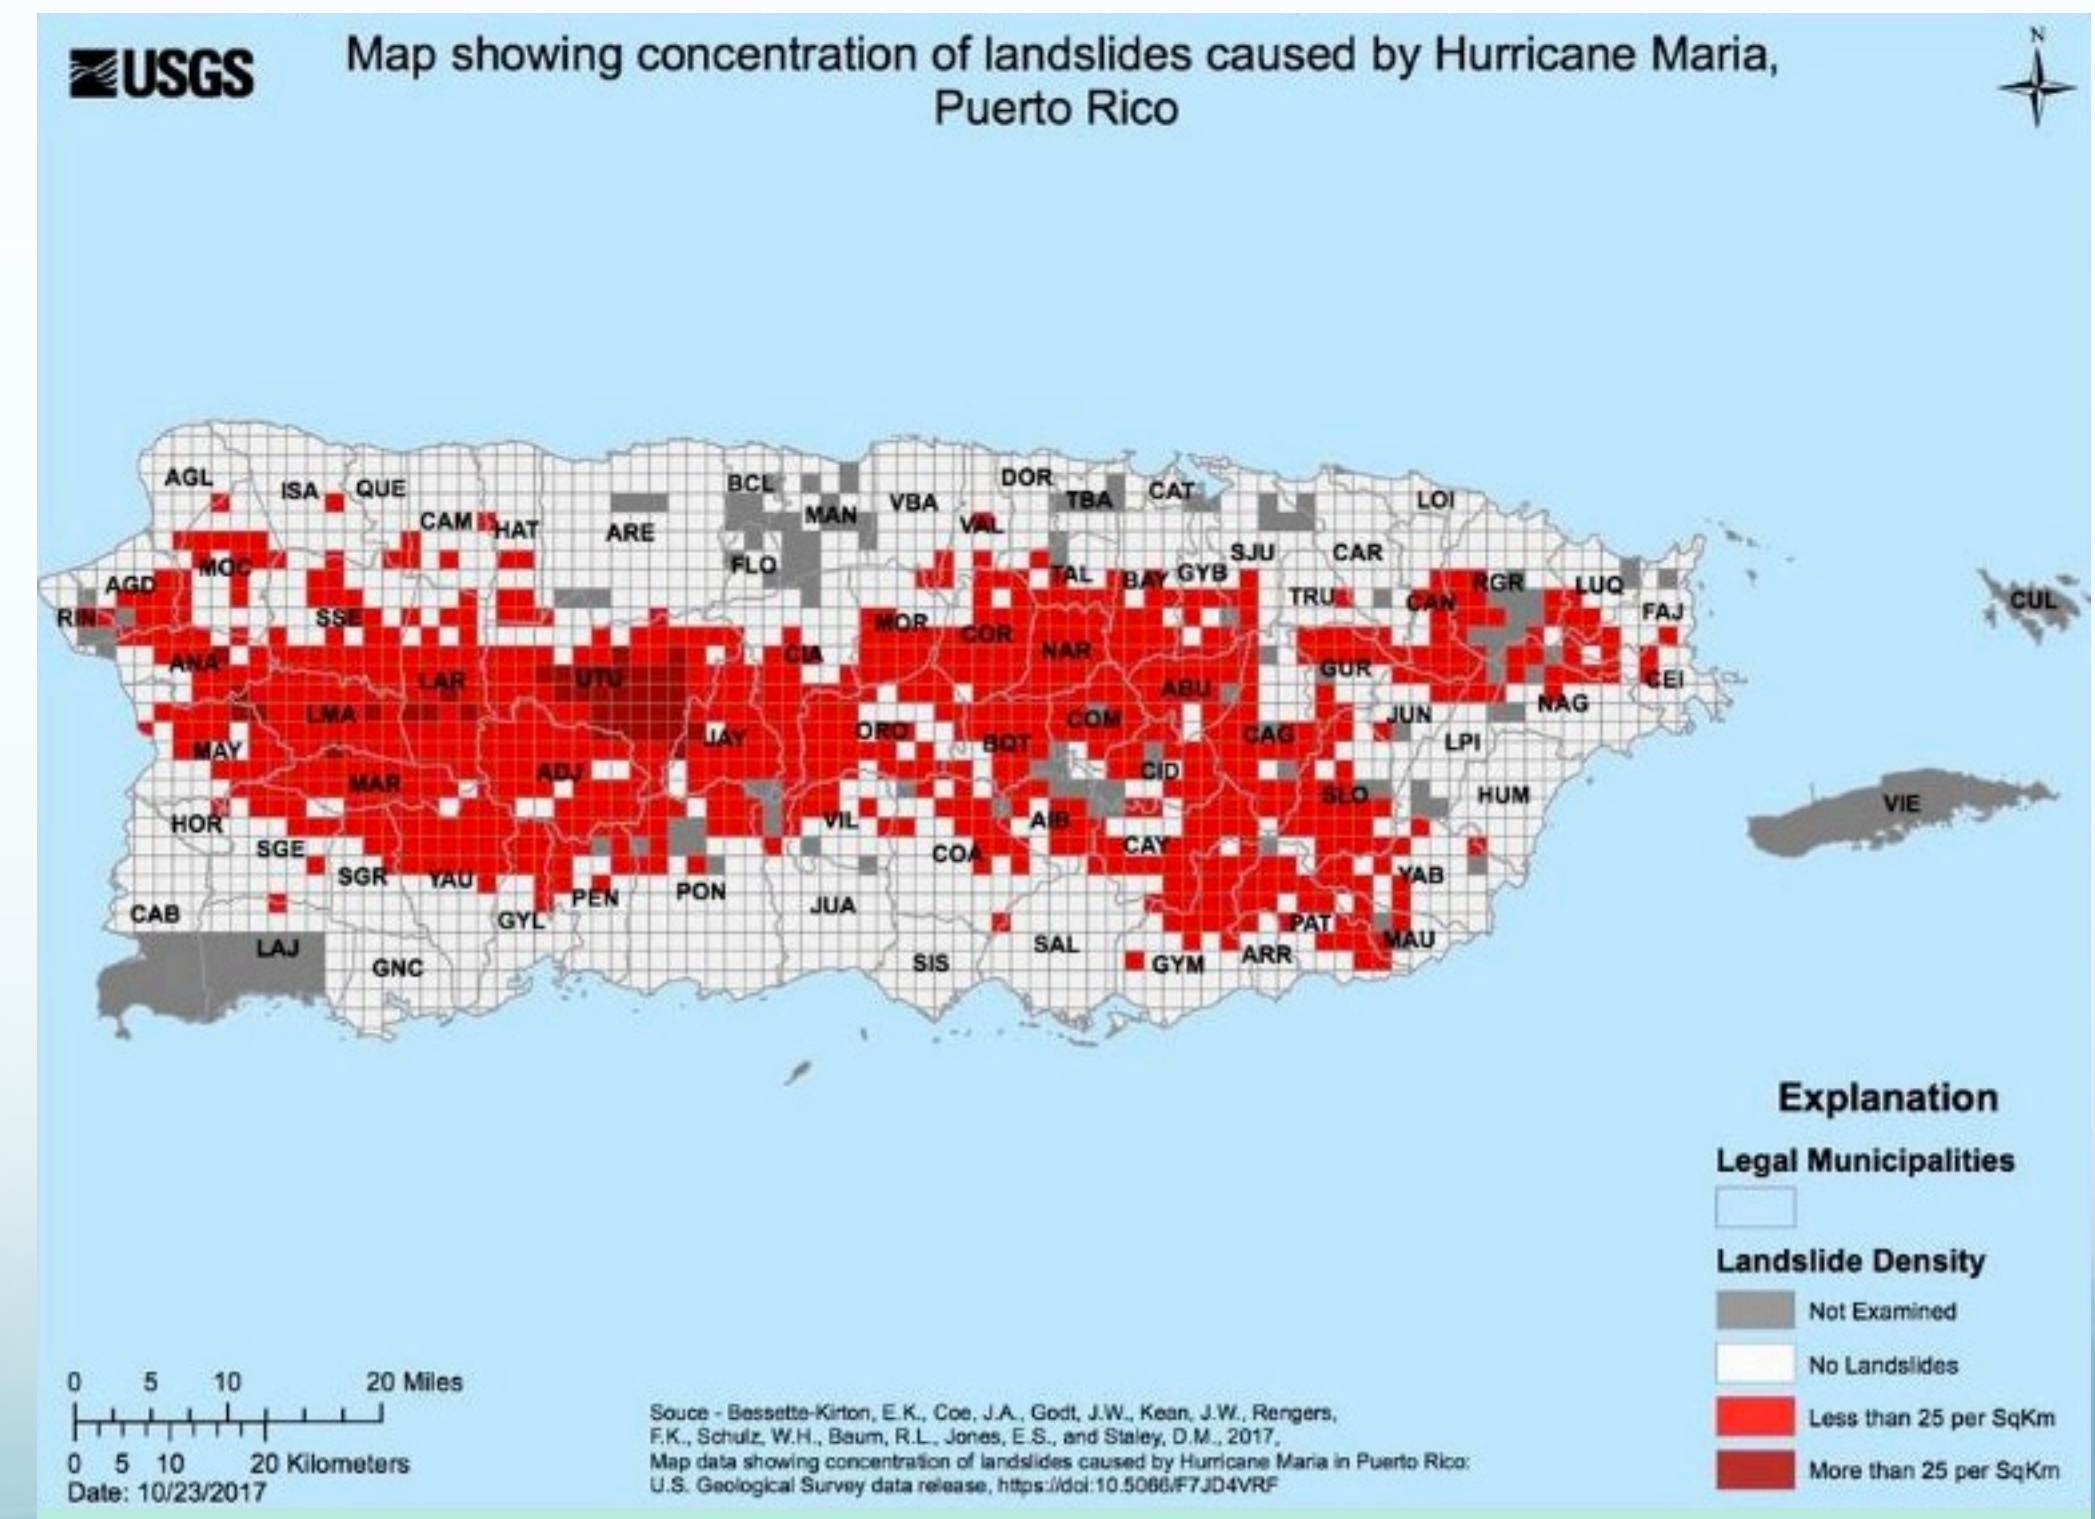 USGS
Map showing concentration of landslides caused by Hurricane Maria,
Puerto Rico
N
AGL
ISA
QUE
CAM
HAT
ARE
BCL
MAN
VBA
VAL
DOR
TBA
CAT
LOI
MOC
AGD
RIN
SSE
FLO
TAL
BAY
GYB
SJU
CAR
TRU
CAN
RGR
LUQ
FAJ
CUL
ANA
LAR
UTU
CIA
MOR
COR
NAR
GUR
CEI
NAG
LMA
MAY
MAR
ADJ
JAY
ORO
BQT
COM
ABU
CAG
JUN
LPI
CID
SLO
HUM
VIE
HOR
SGE
SGR
YAU
VIL
COA
AIB
CAY
YAB
CAB
LAJ
GNC
GYL
PEN
PON
JUA
SIS
SAL
GYM
ARR
PAT
MAU
Explanation
Legal Municipalities
Landslide Density
Not Examined
No Landslides
Less than 25 per SqKm
More than 25 per SqKm
0 5 10 20 Miles
0 5 10 20 Kilometers
Date: 10/23/2017
Souce - Bessette-Kirton, E.K., Coe, J.A., Godt, J.W., Kean, J.W., Rengers,
F.K., Schulz, W.H., Baum, R.L., Jones, E.S., and Staley, D.M., 2017,
Map data showing concentration of landslides caused by Hurricane Maria in Puerto Rico:
U.S. Geological Survey data release, https://doi:10.5066/F7JD4VRF